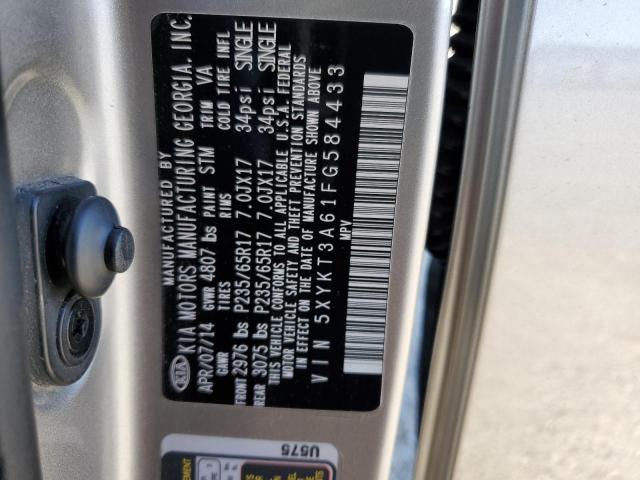 MANUFACTURED BY
KIA MOTORS MANUFACTURING GEORGIA, INC.
KIA
APR/07/14 GVWR 4807 lbs PAINT STM TRIM VA
GAWR TIRES RIMS COLD TIRE INFL
FRONT 2976 lbs P235/65R17 7.0JX17 34psi SINGLE
REAR 3075 lbs P235/65R17 7.0JX17 34psi SINGLE
THIS VEHICLE CONFORMS TO ALL APPLICABLE U.S.A. FEDERAL
MOTOR VEHICLE SAFETY AND THEFT PREVENTION STANDARDS
IN EFFECT ON THE DATE OF MANUFACTURE SHOWN ABOVE
VIN 5XYKT3A61FG584433
MPV
U575